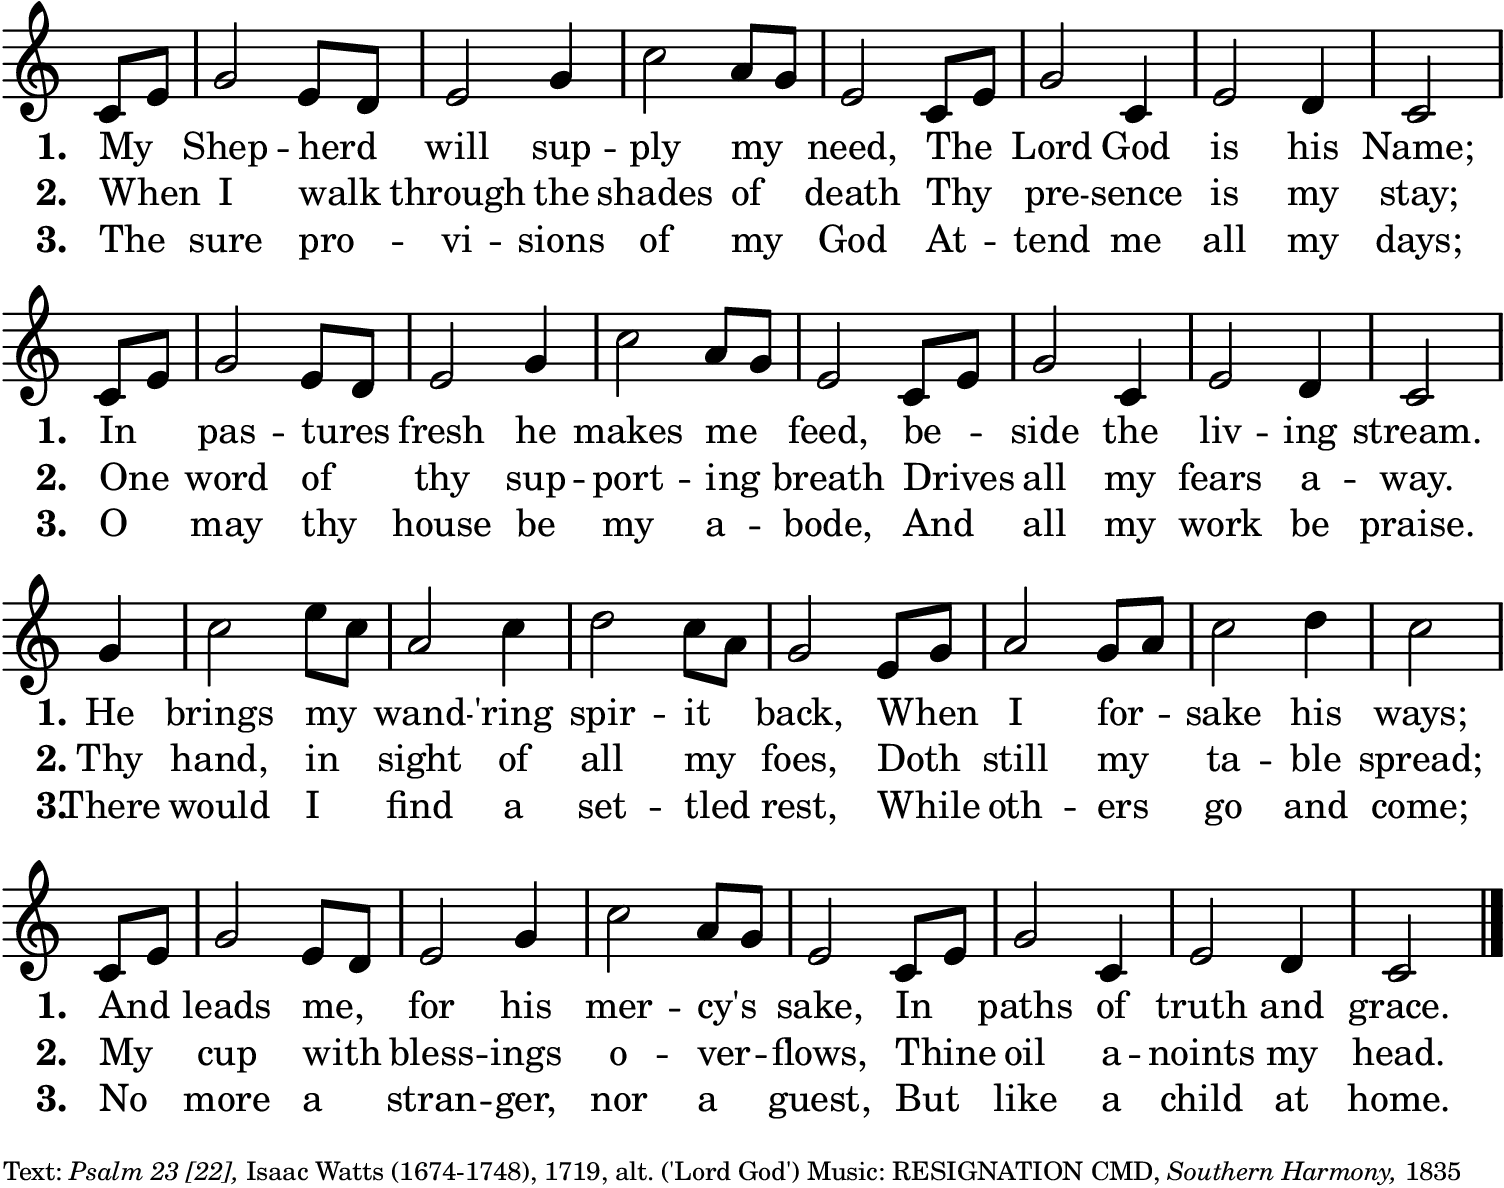 1. My Shep - herd will sup - ply my need, The Lord God is his Name;
2. When I walk through the shades of death Thy pre - sence is my stay;
3. The sure pro - vi - sions of my God At - tend me all my days;
1. In pas - tures fresh he makes me feed, be - side the liv - ing stream.
2. One word of thy sup - port - ing breath Drives all my fears a - way.
3. O may thy house be my a - bode, And all my work be praise.
1. He brings my wand - 'ring spir - it back, When I for - sake his ways;
2. Thy hand, in sight of all my foes, Doth still my ta - ble spread;
3. There would I find a set - tled rest, While oth - ers go and come;
1. And leads me, for his mer - cy's sake, In paths of truth and grace.
2. My cup with bless - ings o - ver - flows, Thine oil a - noints my head.
3. No more a stran - ger, nor a guest, But like a child at home.
Text: Psalm 23 [22], Isaac Watts (1674-1748), 1719, alt. ('Lord God') Music: RESIGNATION CMD, Southern Harmony, 1835